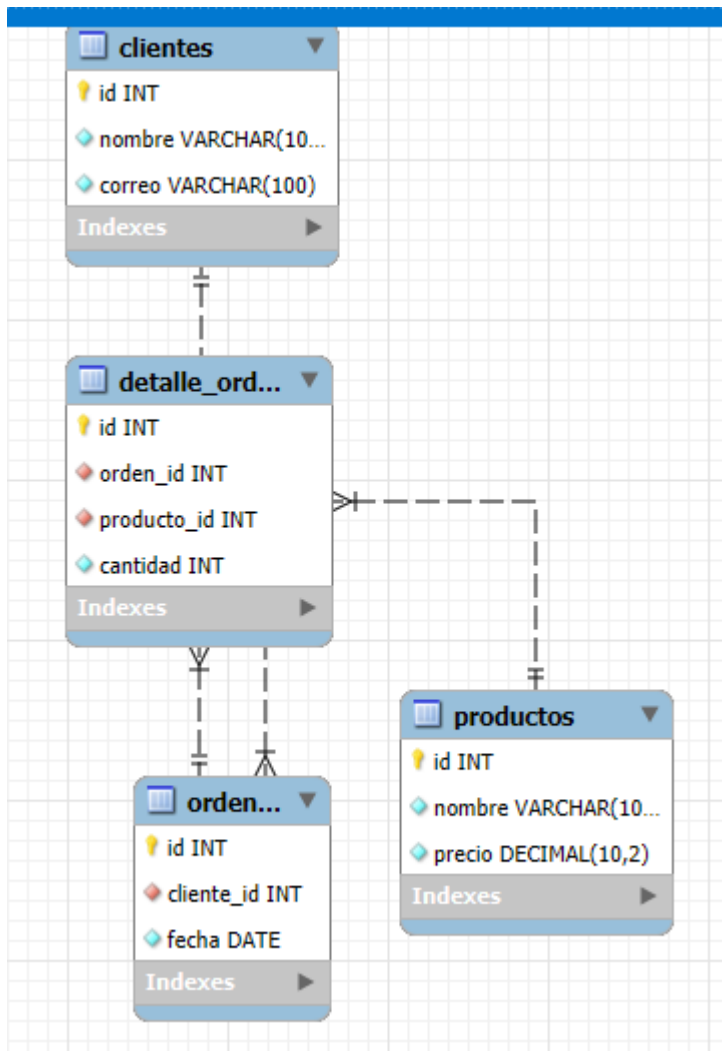 clientes
id INT
nombre VARCHAR(10...
correo VARCHAR(100)
Indexes
detalle_ord...
id INT
orden_id INT
producto_id INT
cantidad INT
Indexes
productos
id INT
nombre VARCHAR(10...
precio DECIMAL(10,2)
Indexes
orden...
id INT
cliente_id INT
fecha DATE
Indexes